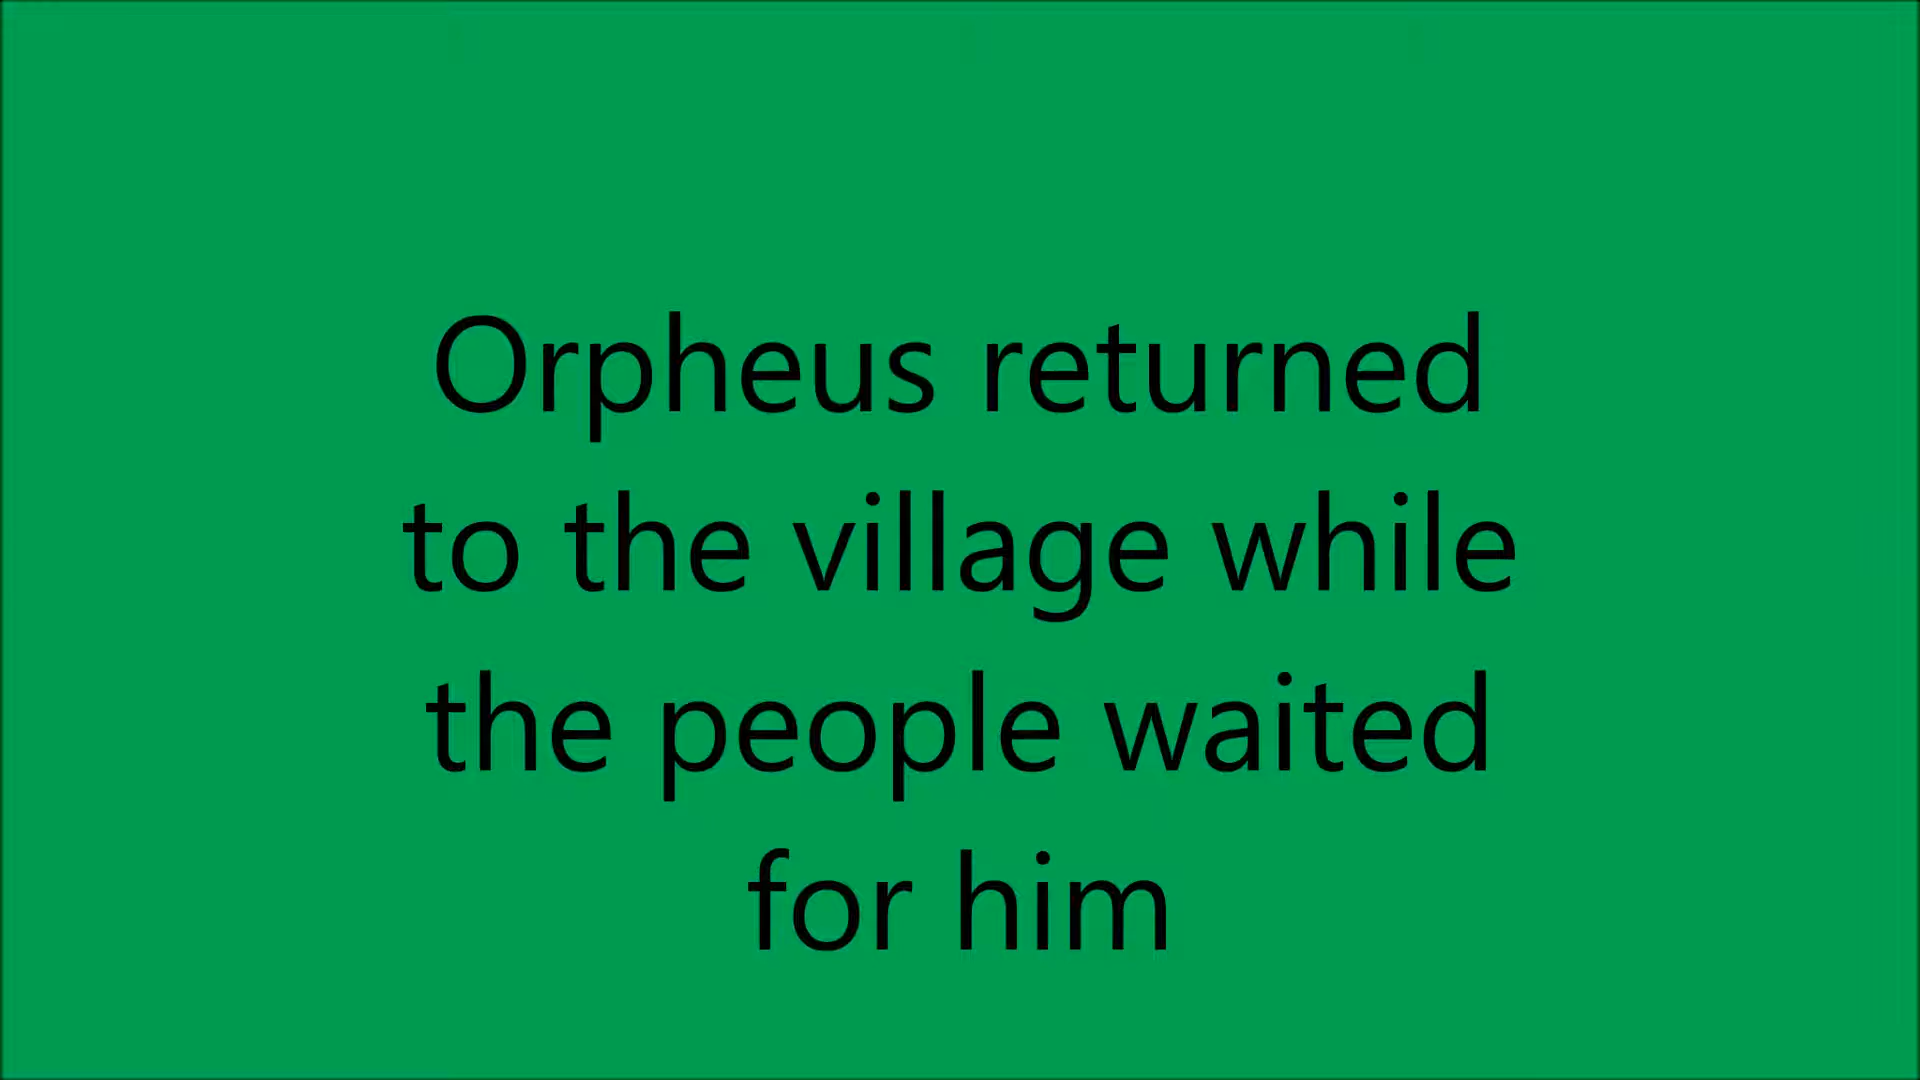 Orpheus returned
to the village while
the people waited
for him